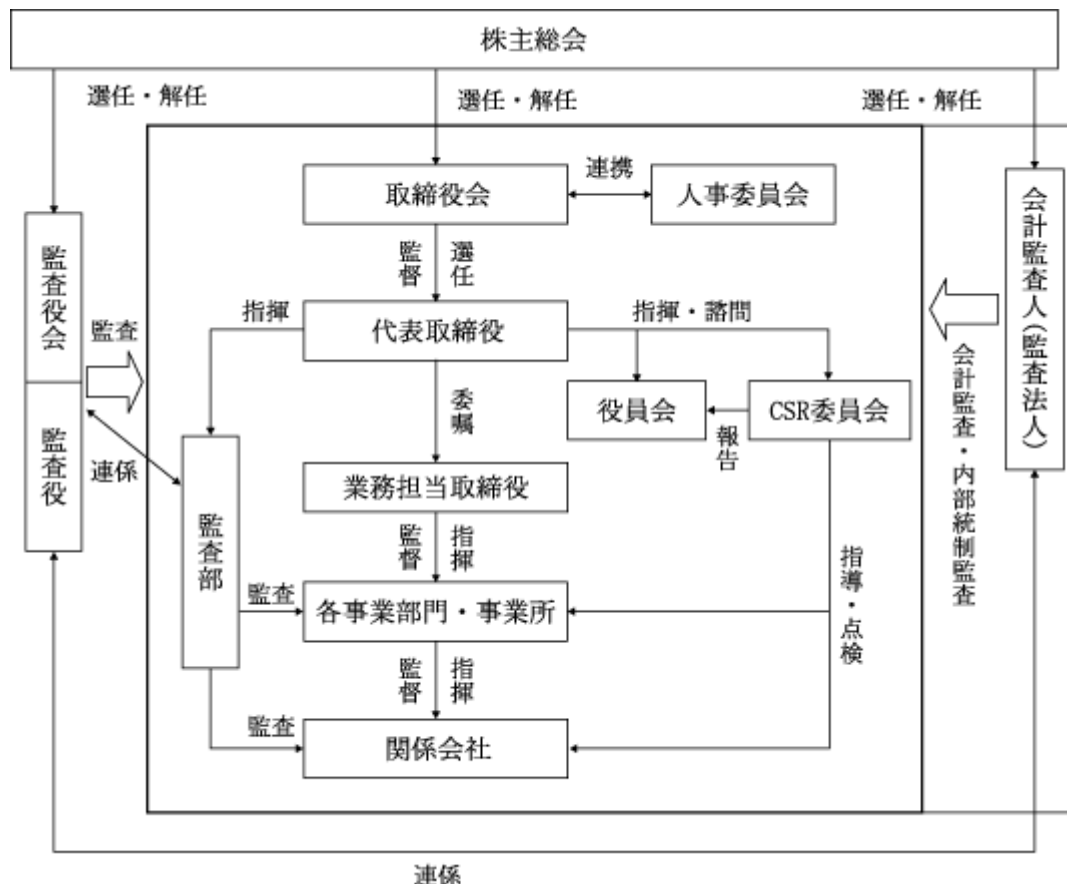 株主総会
選任・解任
選任・解任
選任・解任
取締役会
連携
人事委員会
監督
選任
監査役会
監査役
監査
連係
指揮
代表取締役
指揮・諮問
役員会
報告
CSR委員会
委嘱
業務担当取締役
監督
指揮
監査部
監査
各事業部門・事業所
監督
指揮
監査
関係会社
指導・点検
会計監査人(監査法人)
会計監査・内部統制監査
連係